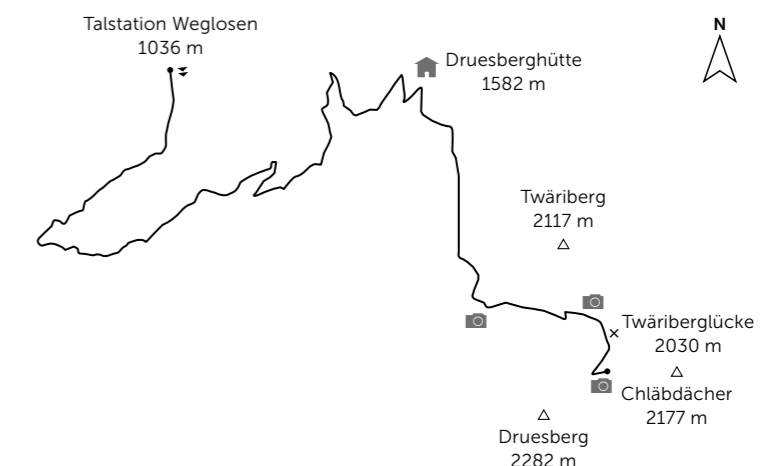 Talstation Weglosen
1036 m
N
Druesberghütte
1582 m
Twäriberg
2117 m
Twäriberglücke
2030 m
Chläbdächer
2177 m
Druesberg
2282 m